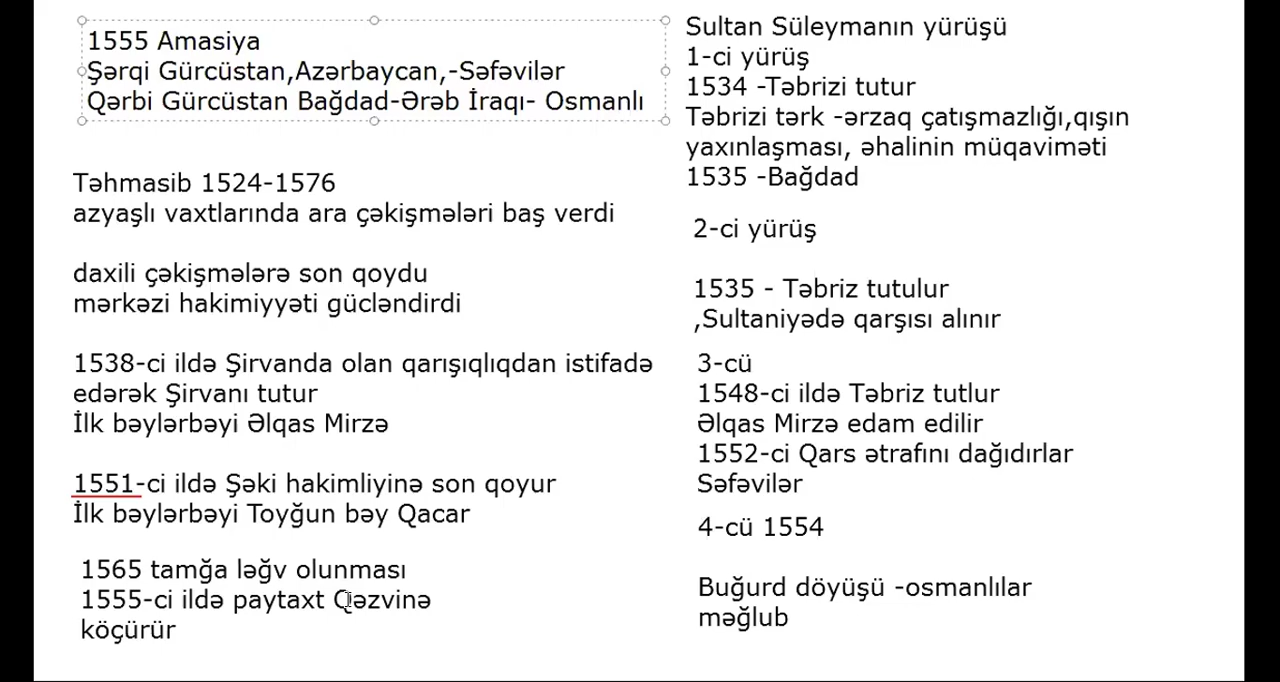 1555 Amasiya
Şərqi Gürcüstan,Azərbaycan,-Səfəvilər
Qərbi Gürcüstan Bağdad-Ərəb İraqı- Osmanlı
Təhmasib 1524-1576
azyaşlı vaxtlarında ara çəkişmələri baş verdi
daxili çəkişmələrə son qoydu
mərkəzi hakimiyyəti gücləndirdi
1538-ci ildə Şirvanda olan qarışıqlıqdan istifadə
edərək Şirvanı tutur
İlk bəylərbəyi Əlqas Mirzə
1551-ci ildə Şəki hakimliyinə son qoyur
İlk bəylərbəyi Toyğun bəy Qacar
1565 tamğa ləğv olunması
1555-ci ildə paytaxt Qəzvinə
köçürür
Sultan Süleymanın yürüşü
1-ci yürüş
1534 -Təbrizi tutur
Təbrizi tərk -ərzaq çatışmazlığı,qışın
yaxınlaşması, əhalinin müqaviməti
1535 -Bağdad
2-ci yürüş
1535 - Təbriz tutulur
,Sultaniyədə qarşısı alınır
3-cü
1548-ci ildə Təbriz tutlur
Əlqas Mirzə edam edilir
1552-ci Qars ətrafını dağıdırlar
Səfəvilər
4-cü 1554
Buğurd döyüşü -osmanlılar
məğlub